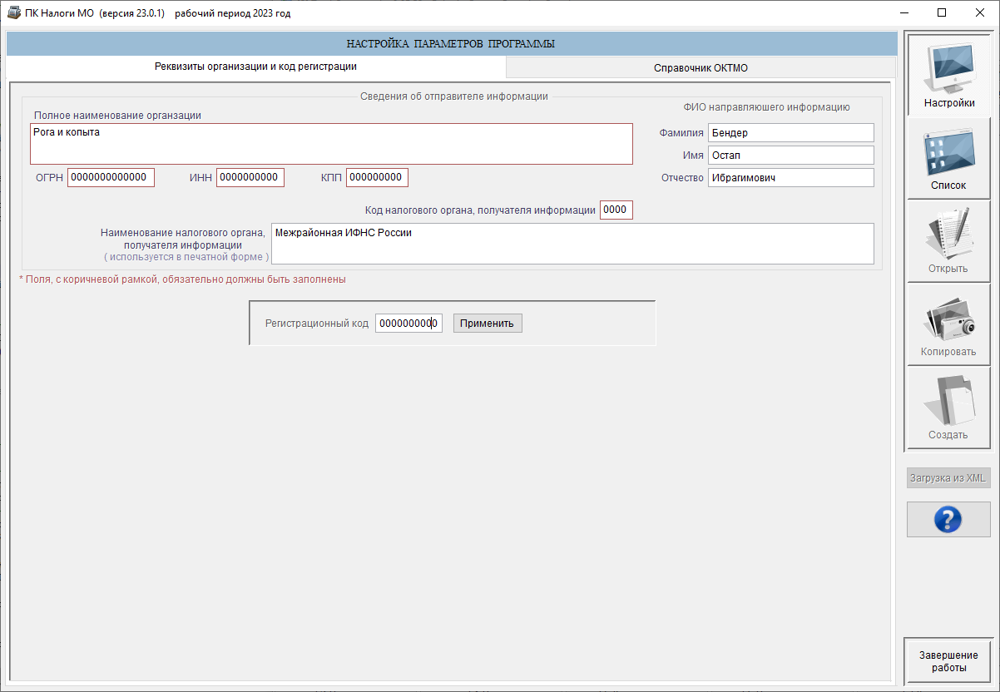 ПК Налоги МО (версия 23.0.1) рабочий период 2023 год
НАСТРОЙКА ПАРАМЕТРОВ ПРОГРАММЫ
Реквизиты организации и код регистрации
Справочник ОКТМО
Сведения об отправителе информации
Полное наименование органзации
Рога и копыта
ОГРН 0000000000000 ИНН 0000000000 КПП 000000000
ФИО направляюшего информацию
Фамилия Бендер
Имя Остап
Отчество Ибрагимович
Код налогового органа, получателя информации 0000
Наименование налогового органа,
получателя информации
( используется в печатной форме )
Межрайонная ИФНС России
* Поля, с коричневой рамкой, обязательно должны быть заполнены
Регистрационный код 0000000000 Применить
Настройки
Список
Открыть
Копировать
Создать
Загрузка из XML
?
Завершение
работы